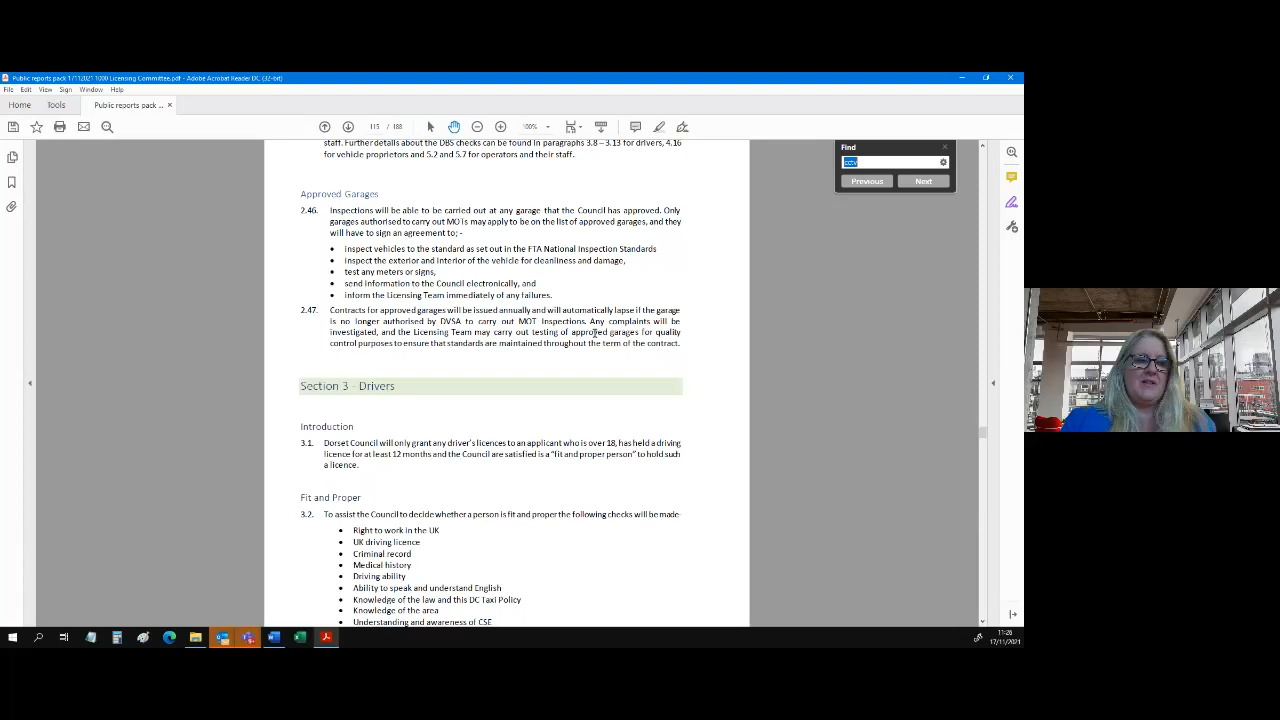 Public reports pack 17112021 1000 Licensing Committee.pdf - Adobe Acrobat Reader DC (32-bit)
File Edit View Window Help
Home Tools Public reports pack ... ×
115 / 188 100%
staff. Further details about the DBS checks can be found in paragraphs 3.8 – 3.13 for drivers, 4.16
for vehicle proprietors and 5.2 and 5.7 for operators and their staff.
Find
cctv
Previous Next
Approved Garages
2.46. Inspections will be able to be carried out at any garage that the Council has approved. Only
garages authorised to carry out MOTs may apply to be on the list of approved garages, and they
will have to sign an agreement to; -
• inspect vehicles to the standard as set out in the FTA National Inspection Standards
• inspect the exterior and interior of the vehicle for cleanliness and damage,
• test any meters or signs,
• send information to the Council electronically, and
• inform the Licensing Team immediately of any failures.
2.47. Contracts for approved garages will be issued annually and will automatically lapse if the garage
is no longer authorised by DVSA to carry out MOT Inspections. Any complaints will be
investigated, and the Licensing Team may carry out testing of approved garages for quality
control purposes to ensure that standards are maintained throughout the term of the contract.
Section 3 - Drivers
Introduction
3.1. Dorset Council will only grant any driver's licences to an applicant who is over 18, has held a driving
licence for at least 12 months and the Council are satisfied is a "fit and proper person" to hold such
a licence.
Fit and Proper
3.2. To assist the Council to decide whether a person is fit and proper the following checks will be made-
• Right to work in the UK
• UK driving licence
• Criminal record
• Medical history
• Driving ability
• Ability to speak and understand English
• Knowledge of the law and this DC Taxi Policy
• Knowledge of the area
• Understanding and awareness of CSE
11:28
17/11/2021